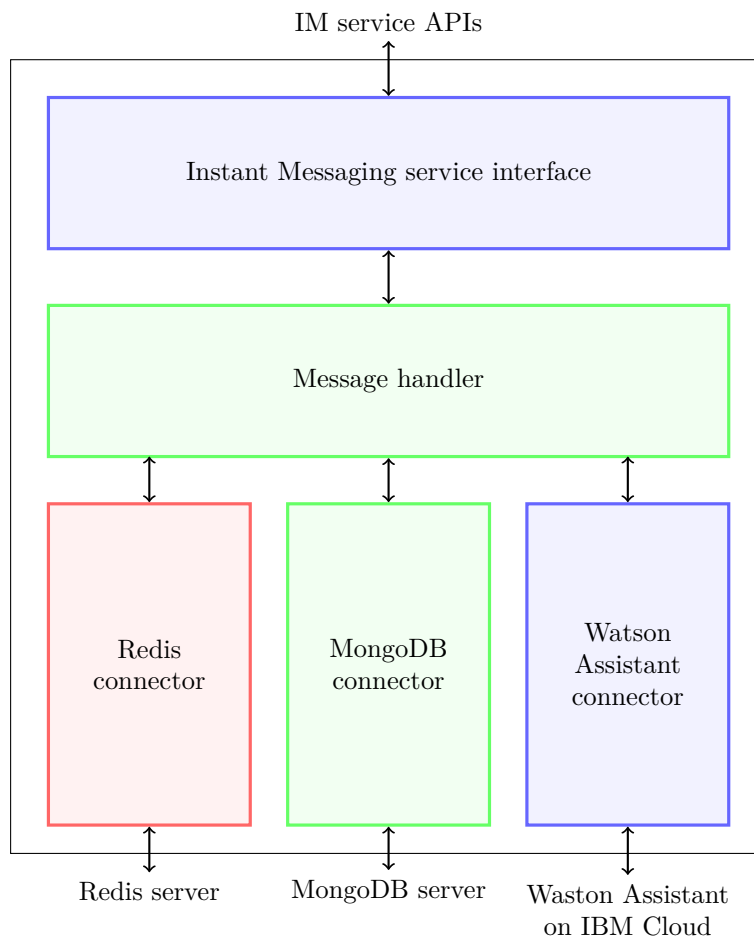 IM service APIs
Instant Messaging service interface
Message handler
Redis
connector
MongoDB
connector
Watson
Assistant
connector
Redis server
MongoDB server
Waston Assistant
on IBM Cloud